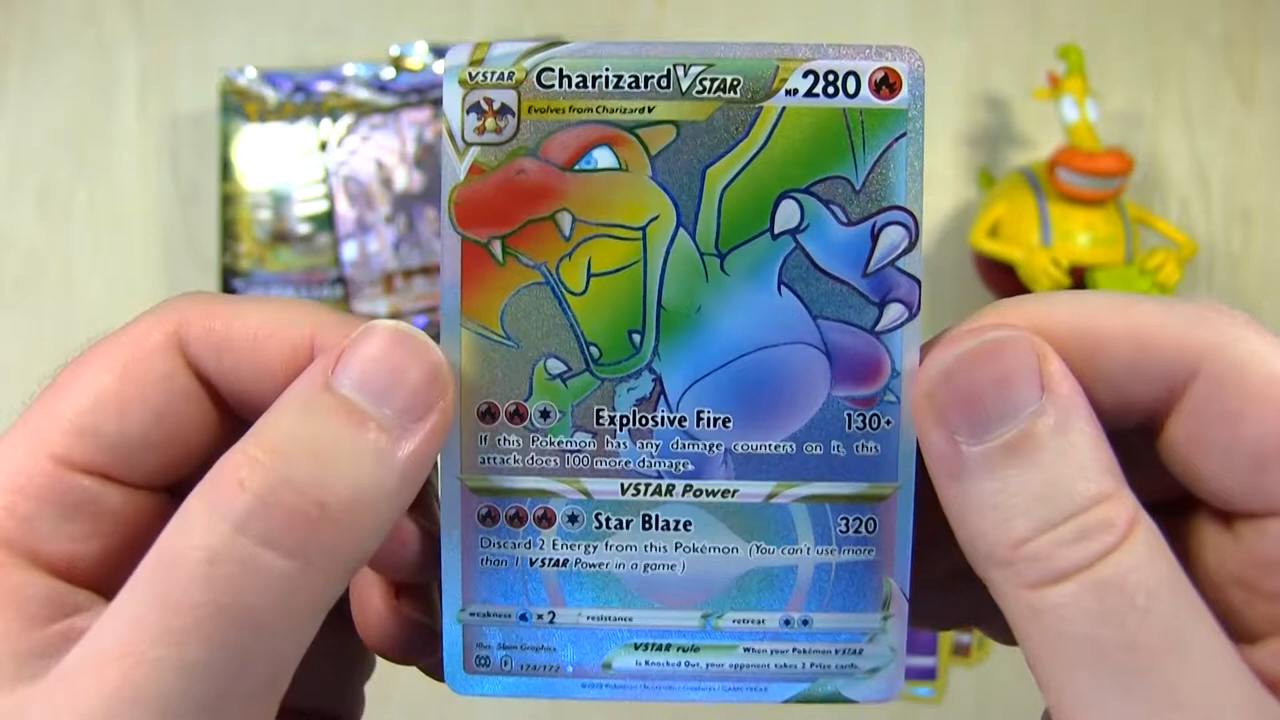 VSTAR Charizard VSTAR HP 280
Evolves from Charizard V
Explosive Fire 130+
If this Pokémon has any damage counters on it, this
attack does 100 more damage.
VSTAR Power
Star Blaze 320
Discard 2 Energy from this Pokémon. (You can't use more
than 1 VSTAR Power in a game.)
weakness ×2 resistance retreat
Illus. 5ban Graphics VSTAR rule When your Pokémon VSTAR
F 174/172 is Knocked Out, your opponent takes 2 Prize cards.